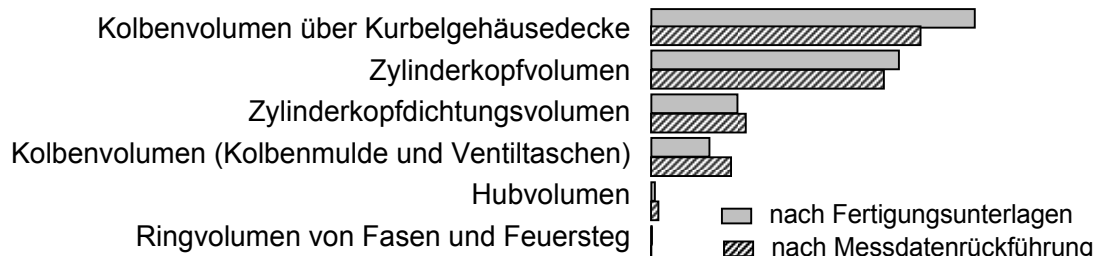 Kolbenvolumen über Kurbelgehäusedecke
Zylinderkopfvolumen
Zylinderkopfdichtungsvolumen
Kolbenvolumen (Kolbenmulde und Ventiltaschen)
Hubvolumen
Ringvolumen von Fasen und Feuersteg
nach Fertigungsunterlagen
nach Messdatenrückführung